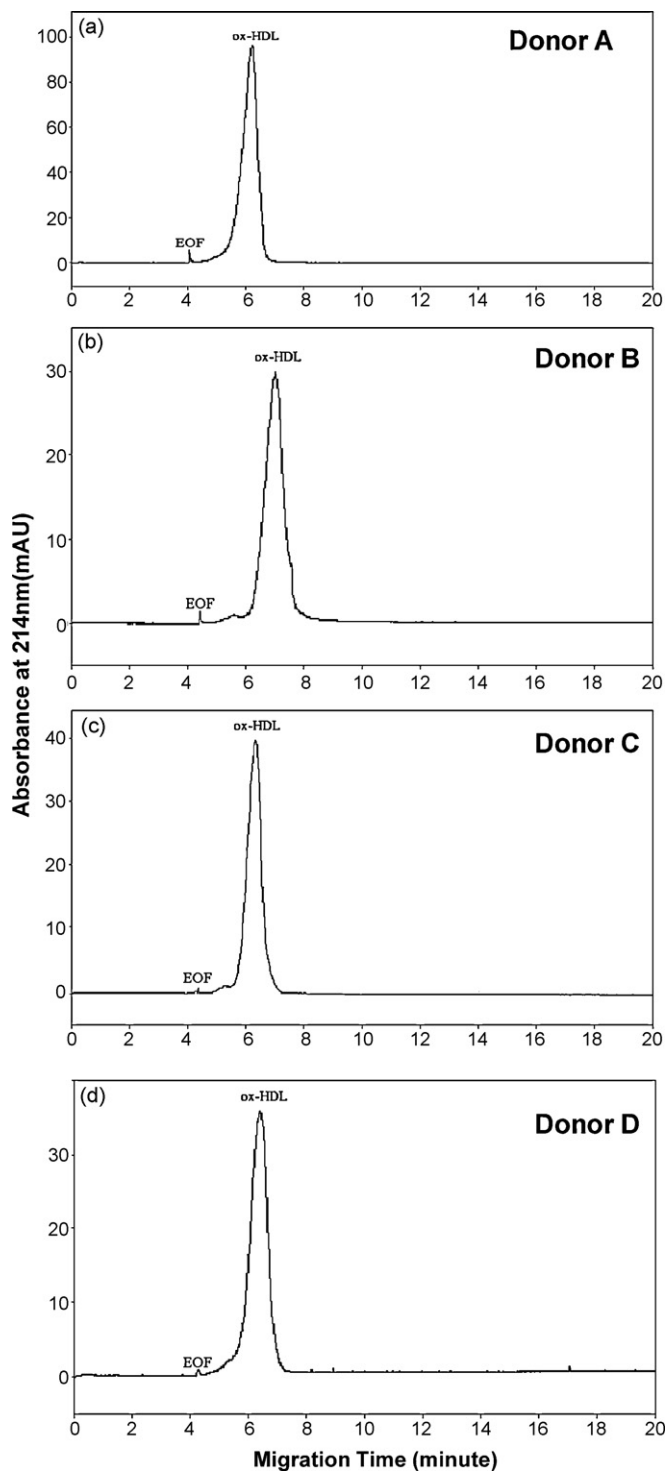 Absorbance at 214nm(mAU)
(a)
ox-HDL
Donor A
EOF
100
80
60
40
20
0
0 2 4 6 8 10 12 14 16 18 20
(b)
ox-HDL
Donor B
EOF
30
20
10
0
0 2 4 6 8 10 12 14 16 18 20
(c)
ox-HDL
Donor C
EOF
40
30
20
10
0
0 2 4 6 8 10 12 14 16 18 20
(d)
ox-HDL
Donor D
EOF
30
20
10
0
0 2 4 6 8 10 12 14 16 18 20
Migration Time (minute)